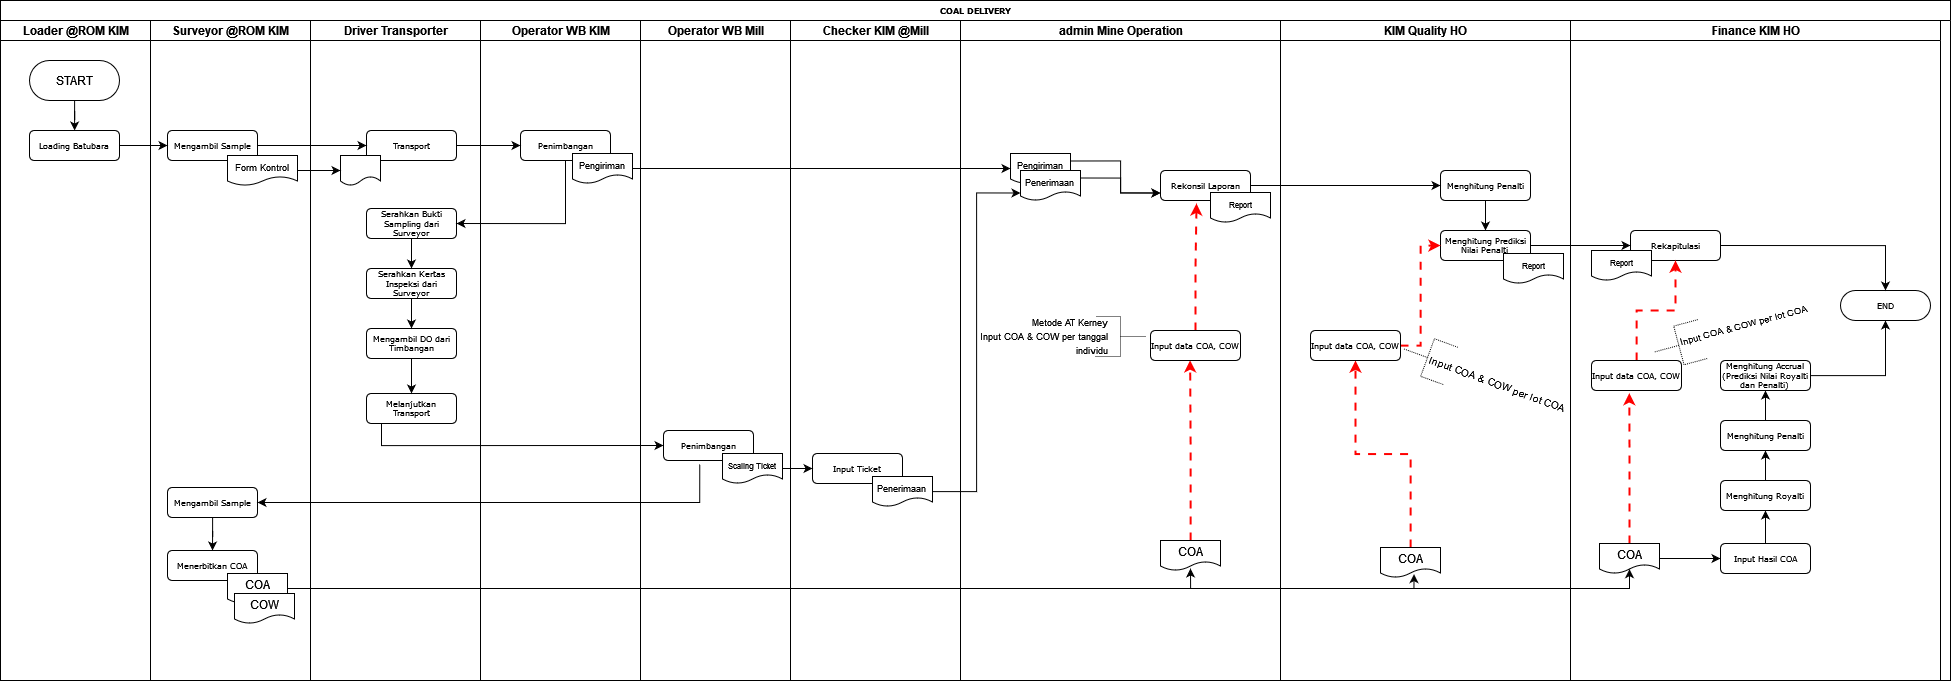 COAL DELIVERY
Loader @ROM KIM
Surveyor @ROM KIM
Driver Transporter
Operator WB KIM
Operator WB Mill
Checker KIM @Mill
admin Mine Operation
KIM Quality HO
Finance KIM HO
START
Loading Batubara
Mengambil Sample
Form Kontrol
Transport
Penimbangan
Pengiriman
Pengiriman
Penerimaan
Rekonsil Laporan
Report
Menghitung Penalti
Menghitung Prediksi
Nilai Penalti
Report
Rekapitulasi
Report
END
Serahkan Bukti
Sampling dari
Surveyor
Serahkan Kertas
Inspeksi dari
Surveyor
Mengambil DO dari
Timbangan
Melanjutkan
Transport
Metode AT Kerney
Input COA & COW per tanggal
individu
Input data COA, COW
Input data COA, COW
Input COA & COW per lot COA
Input COA & COW per lot COA
Input data COA, COW
Menghitung Accrual
(Prediksi Nilai Royalti
dan Penalti)
Menghitung Penalti
Menghitung Royalti
Input Hasil COA
Penimbangan
Scaling Ticket
Input Ticket
Penerimaan
Mengambil Sample
Menerbitkan COA
COA
COW
COA
COA
COA